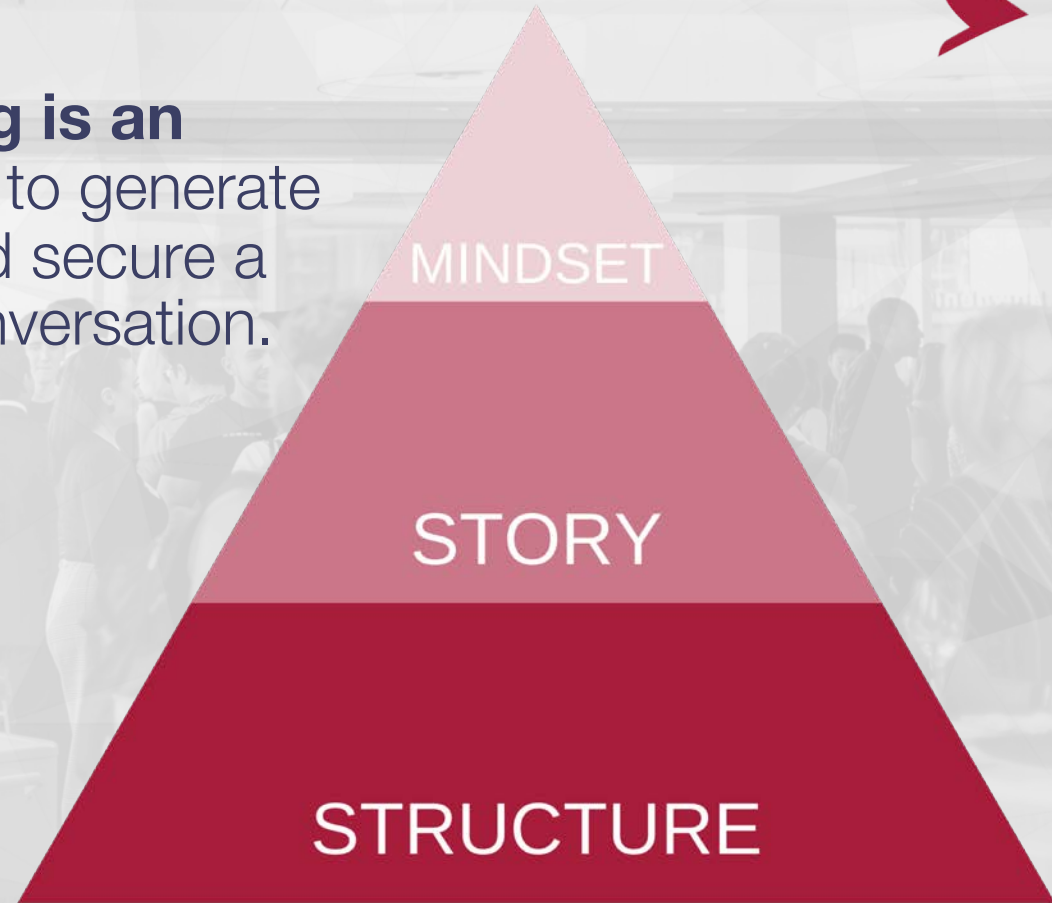 g is an
to generate
d secure a
nversation.
MINDSET
STORY
STRUCTURE